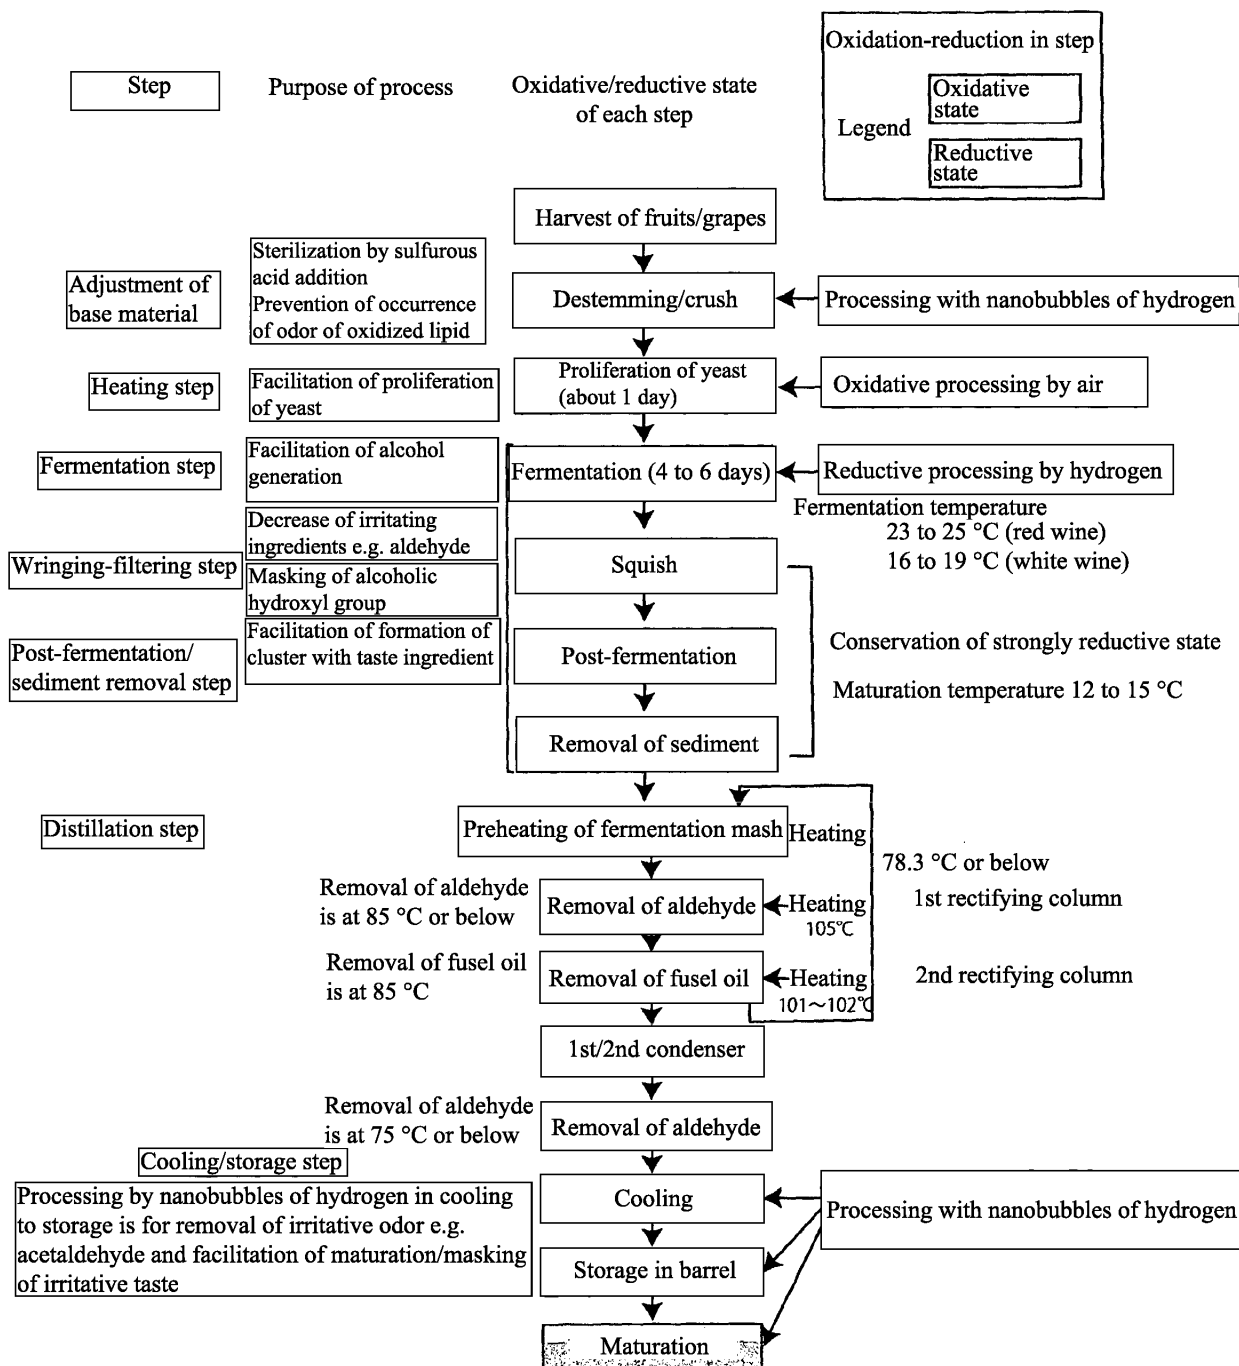 Oxidation-reduction in step
Step
Purpose of process
Oxidative/reductive state
of each step
Legend
Oxidative
state
Reductive
state
Harvest of fruits/grapes
Adjustment of
base material
Sterilization by sulfurous
acid addition
Prevention of occurrence
of odor of oxidized lipid
Destemming/crush
Processing with nanobubbles of hydrogen
Heating step
Facilitation of proliferation
of yeast
Proliferation of yeast
(about 1 day)
Oxidative processing by air
Fermentation step
Facilitation of alcohol
generation
Fermentation (4 to 6 days)
Reductive processing by hydrogen
Fermentation temperature
23 to 25 °C (red wine)
16 to 19 °C (white wine)
Decrease of irritating
ingredients e.g. aldehyde
Wringing-filtering step
Masking of alcoholic
hydroxyl group
Squish
Post-fermentation/
sediment removal step
Facilitation of formation of
cluster with taste ingredient
Post-fermentation
Conservation of strongly reductive state
Maturation temperature 12 to 15 °C
Removal of sediment
Distillation step
Preheating of fermentation mash
Heating
78.3 °C or below
Removal of aldehyde
is at 85 °C or below
Removal of aldehyde
Heating
105℃
1st rectifying column
Removal of fusel oil
is at 85 °C
Removal of fusel oil
Heating
101～102℃
2nd rectifying column
1st/2nd condenser
Removal of aldehyde
is at 75 °C or below
Removal of aldehyde
Cooling/storage step
Processing by nanobubbles of hydrogen in cooling
to storage is for removal of irritative odor e.g.
acetaldehyde and facilitation of maturation/masking
of irritative taste
Cooling
Processing with nanobubbles of hydrogen
Storage in barrel
Maturation